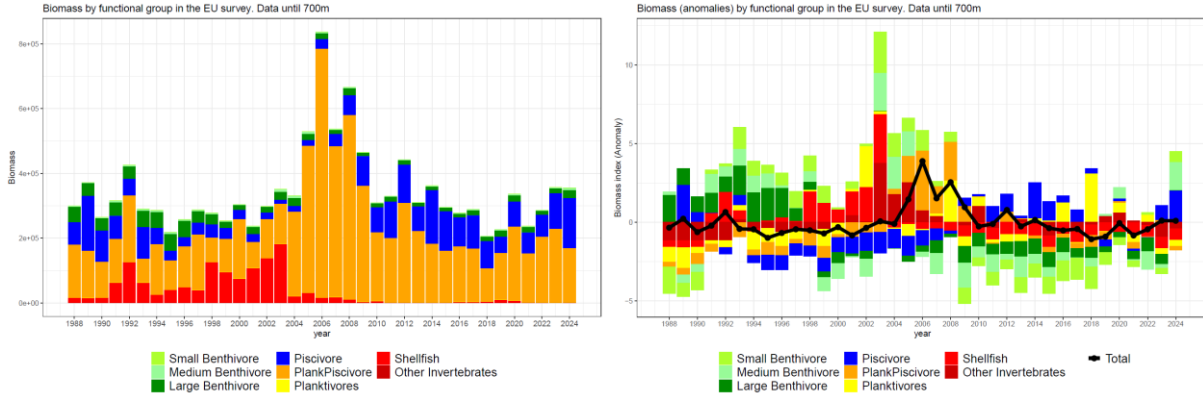 Biomass by functional group in the EU survey. Data until 700m
8e+05
6e+05
4e+05
2e+05
0e+00
Biomass
1988 1990 1992 1994 1996 1998 2000 2002 2004 2006 2008 2010 2012 2014 2016 2018 2020 2022 2024
year
Small Benthivore Piscivore Shellfish
Medium Benthivore PlankPiscivore Other Invertebrates
Large Benthivore Planktivores
Biomass (anomalies) by functional group in the EU survey. Data until 700m
10
5
0
-5
Biomass index (Anomaly)
1988 1990 1992 1994 1996 1998 2000 2002 2004 2006 2008 2010 2012 2014 2016 2018 2020 2022 2024
year
Small Benthivore Piscivore Shellfish Total
Medium Benthivore PlankPiscivore Other Invertebrates
Large Benthivore Planktivores